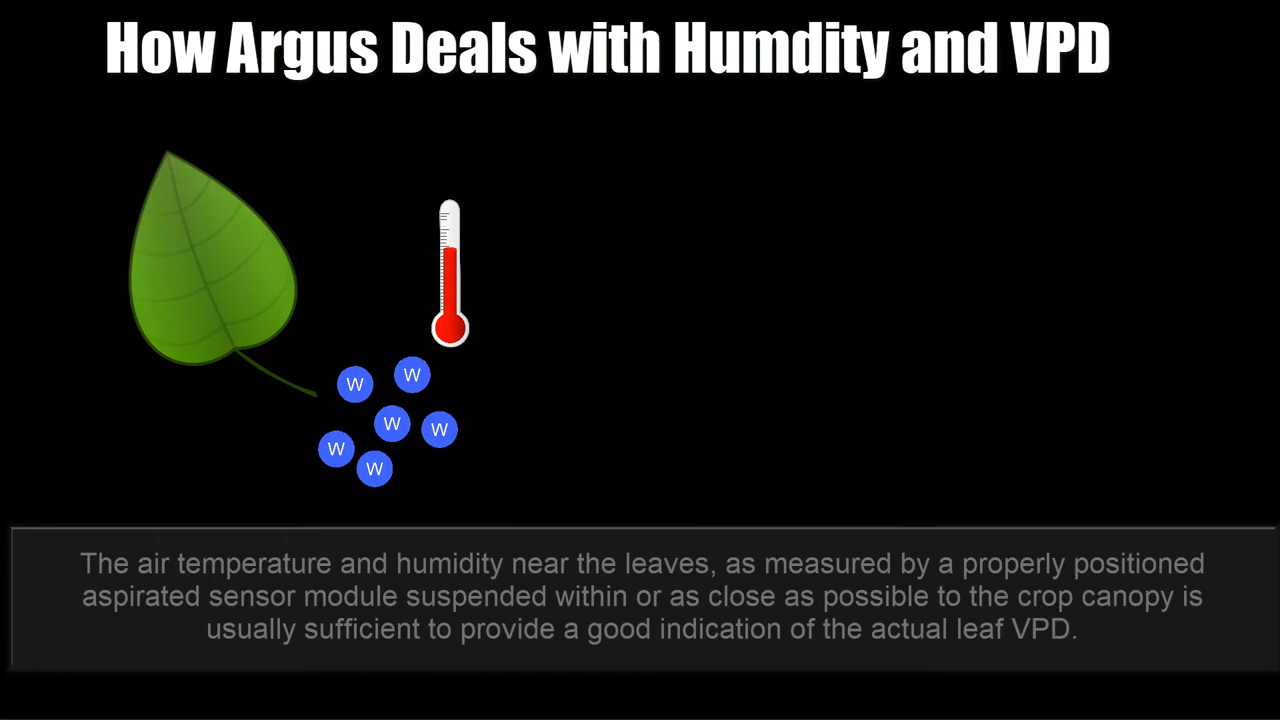 How Argus Deals with Humdity and VPD
W
W
W
W
W
W
The air temperature and humidity near the leaves, as measured by a properly positioned
aspirated sensor module suspended within or as close as possible to the crop canopy is
usually sufficient to provide a good indication of the actual leaf VPD.